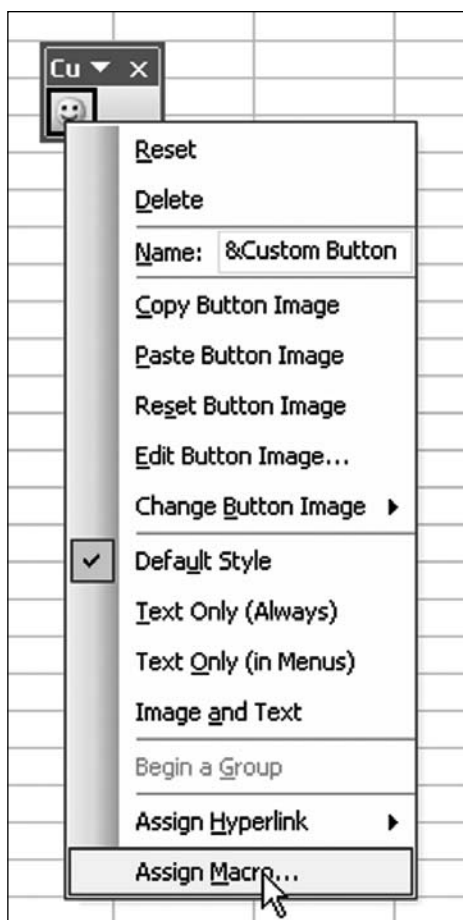 Cu
Reset
Delete
Name: &Custom Button
Copy Button Image
Paste Button Image
Reset Button Image
Edit Button Image...
Change Button Image
Default Style
Text Only (Always)
Text Only (in Menus)
Image and Text
Begin a Group
Assign Hyperlink
Assign Macro...